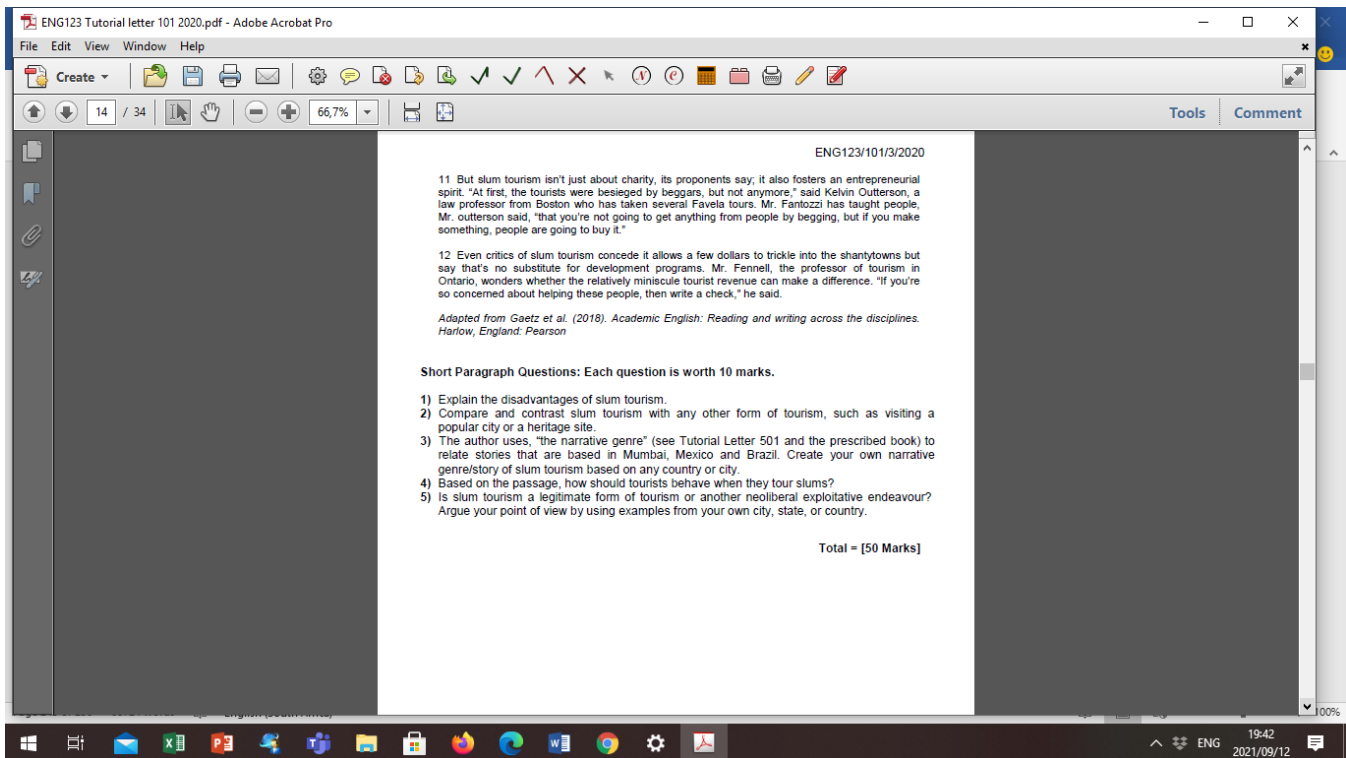 ENG123 Tutorial letter 101 2020.pdf - Adobe Acrobat Pro
File Edit View Window Help
Create
14 / 34
66,7%
Tools Comment
ENG123/101/3/2020
11 But slum tourism isn't just about charity, its proponents say; it also fosters an entrepreneurial
spirit. “At first, the tourists were besieged by beggars, but not anymore,” said Kelvin Outterson, a
law professor from Boston who has taken several Favela tours. Mr. Fantozzi has taught people,
Mr. outterson said, “that you're not going to get anything from people by begging, but if you make
something, people are going to buy it.”
12 Even critics of slum tourism concede it allows a few dollars to trickle into the shantytowns but
say that's no substitute for development programs. Mr. Fennell, the professor of tourism in
Ontario, wonders whether the relatively miniscule tourist revenue can make a difference. “If you're
so concerned about helping these people, then write a check,” he said.
Adapted from Gaetz et al. (2018). Academic English: Reading and writing across the disciplines.
Harlow, England: Pearson
Short Paragraph Questions: Each question is worth 10 marks.
1) Explain the disadvantages of slum tourism.
2) Compare and contrast slum tourism with any other form of tourism, such as visiting a
popular city or a heritage site.
3) The author uses, “the narrative genre” (see Tutorial Letter 501 and the prescribed book) to
relate stories that are based in Mumbai, Mexico and Brazil. Create your own narrative
genre/story of slum tourism based on any country or city.
4) Based on the passage, how should tourists behave when they tour slums?
5) Is slum tourism a legitimate form of tourism or another neoliberal exploitative endeavour?
Argue your point of view by using examples from your own city, state, or country.
Total = [50 Marks]
100%
ENG
19:42
2021/09/12